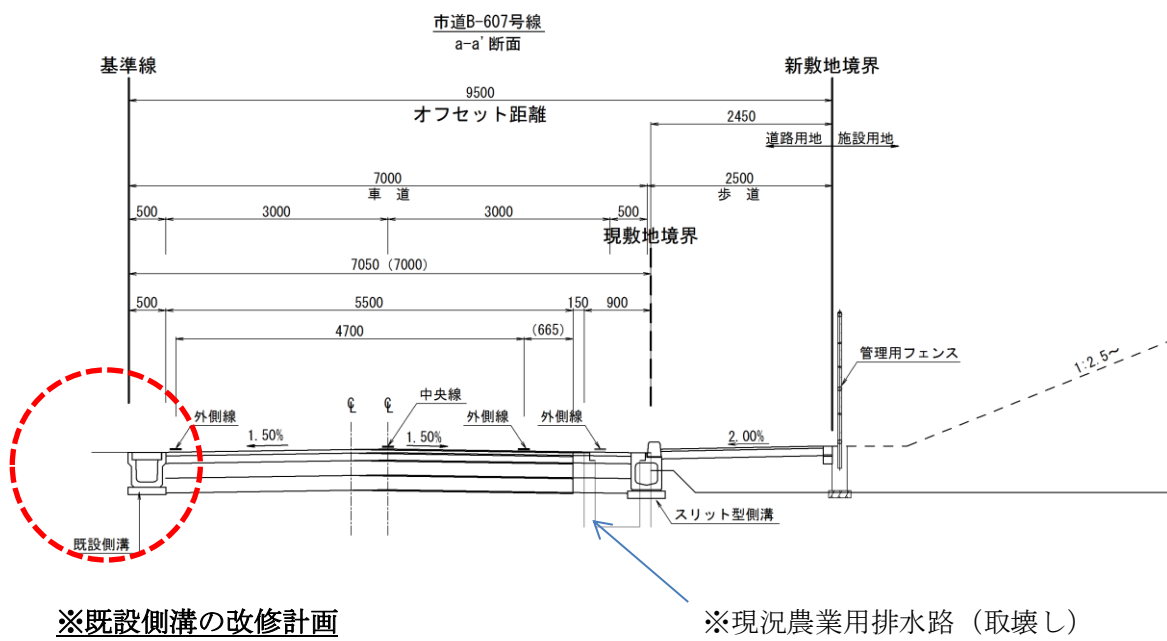 市道B-607号線
a-a'断面
基準線
新敷地境界
9500
オフセット距離
2450
道路用地 施設用地
7000
車 道
2500
歩 道
500 3000 3000 500
現敷地境界
7050 (7000)
500 5500 150 900
4700 (665)
管理用フェンス
1:2.5~
外側線
中央線
外側線
外側線
1.50%
1.50%
2.00%
既設側溝
スリット型側溝
※既設側溝の改修計画
※現況農業用排水路(取壊し)